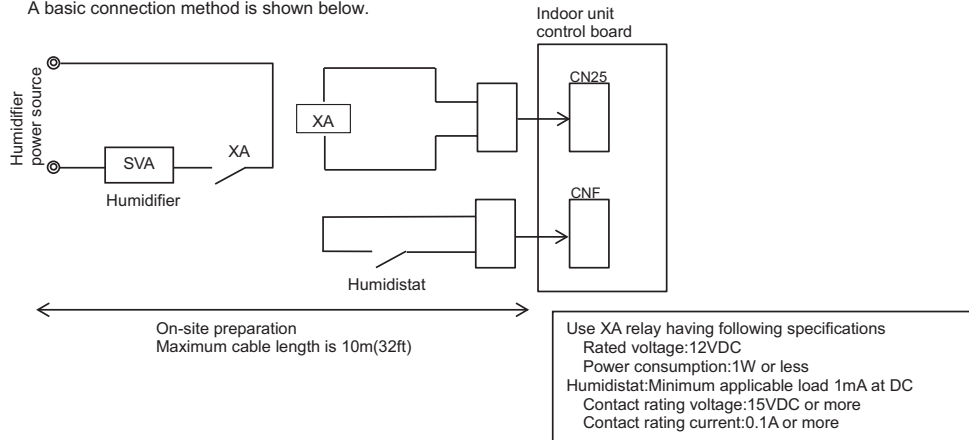 A basic connection method is shown below.
Indoor unit
control board
Humidifier
power source
SVA
XA
Humidifier
XA
CN25
CNF
Humidistat
On-site preparation
Maximum cable length is 10m(32ft)
Use XA relay having following specifications
Rated voltage:12VDC
Power consumption:1W or less
Humidistat:Minimum applicable load 1mA at DC
Contact rating voltage:15VDC or more
Contact rating current:0.1A or more